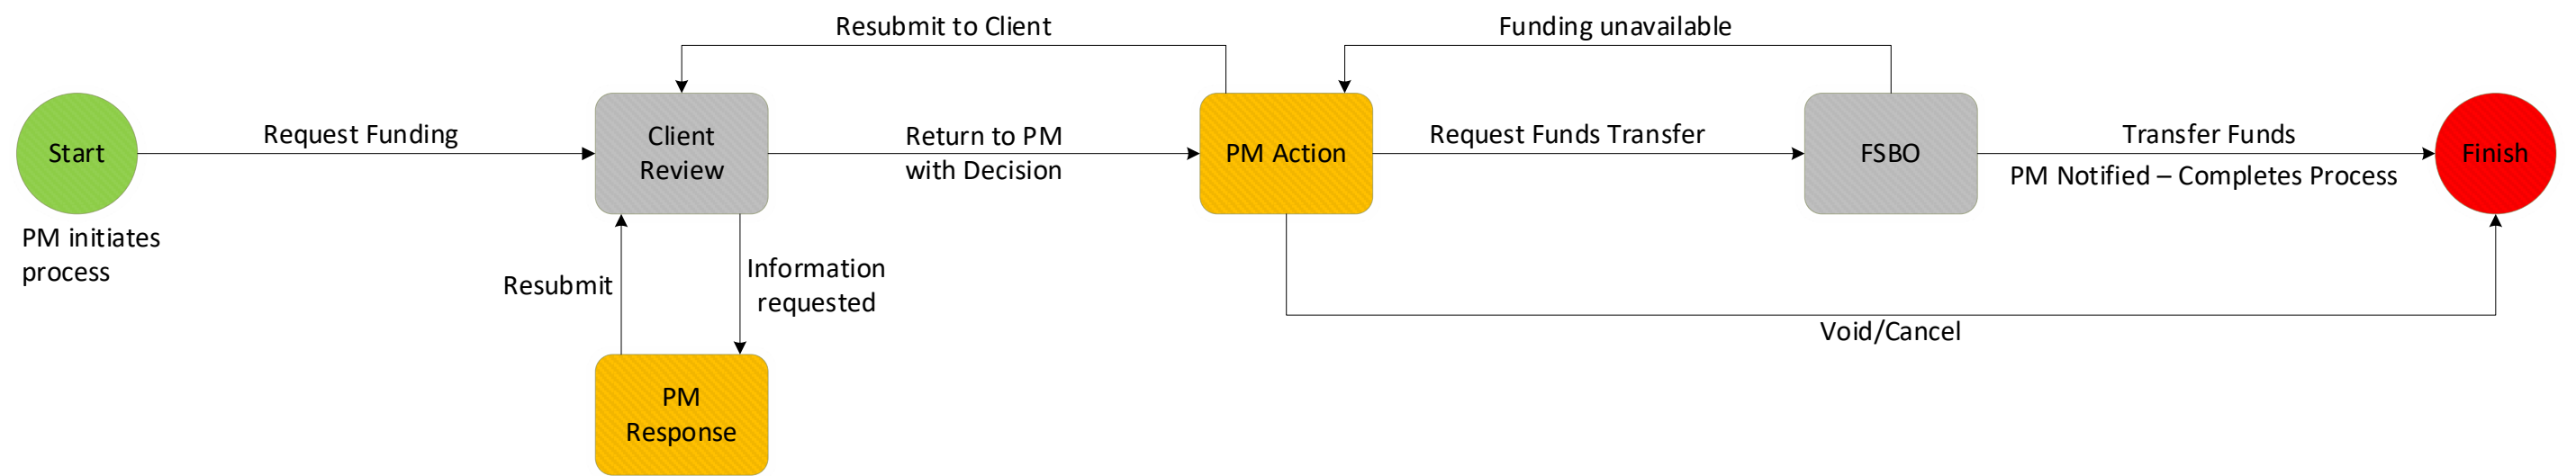 Resubmit to Client
Funding unavailable
Start
Request Funding
Client
Review
Return to PM
with Decision
PM Action
Request Funds Transfer
FSBO
Transfer Funds
PM Notified – Completes Process
Finish
PM initiates
process
Resubmit
Information
requested
Void/Cancel
PM
Response